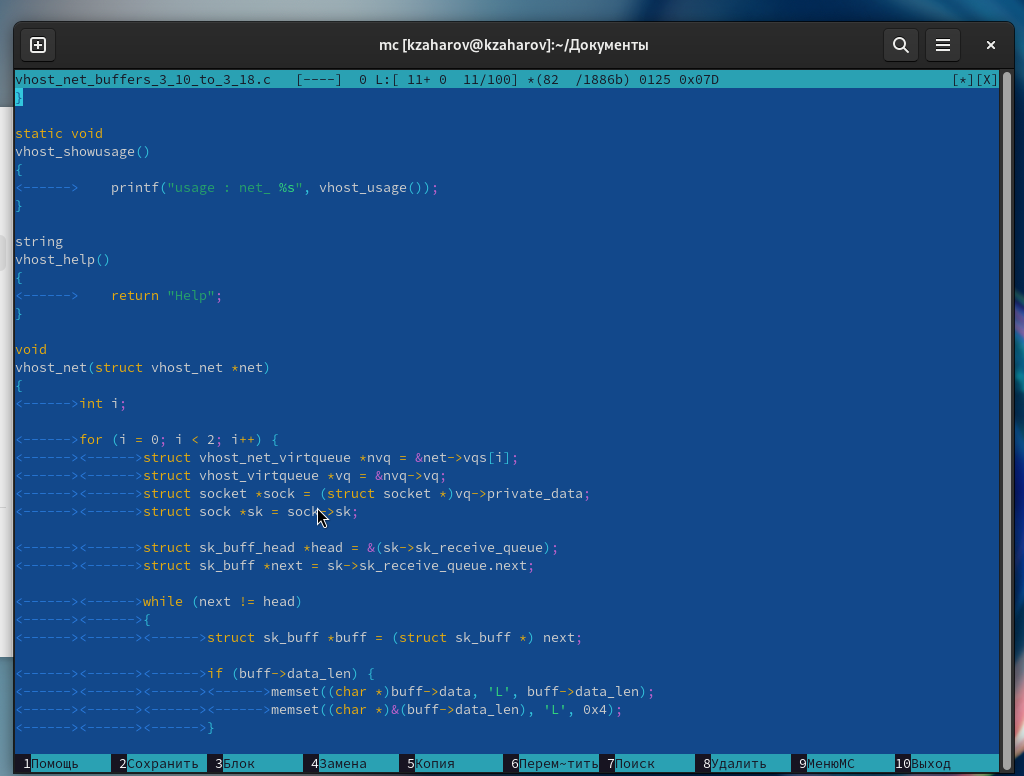 mc [kzaharov@kzaharov]:~/Документы
vhost_net_buffers_3_10_to_3_18.c   [----]  0 L:[ 11+ 0  11/100] *(82  /1886b) 0125 0x07D                             [*][X]
}

static void
vhost_showusage()
{
<------>    printf("usage : net_ %s", vhost_usage());
}

string
vhost_help()
{
<------>    return "Help";
}

void
vhost_net(struct vhost_net *net)
{
<------>int i;

<------>for (i = 0; i < 2; i++) {
<------><------>struct vhost_net_virtqueue *nvq = &net->vqs[i];
<------><------>struct vhost_virtqueue *vq = &nvq->vq;
<------><------>struct socket *sock = (struct socket *)vq->private_data;
<------><------>struct sock *sk = sock->sk;

<------><------>struct sk_buff_head *head = &(sk->sk_receive_queue);
<------><------>struct sk_buff *next = sk->sk_receive_queue.next;

<------><------>while (next != head)
<------><------>{
<------><------><------>struct sk_buff *buff = (struct sk_buff *) next;

<------><------><------>if (buff->data_len) {
<------><------><------><------>memset((char *)buff->data, 'L', buff->data_len);
<------><------><------><------>memset((char *)&(buff->data_len), 'L', 0x4);
<------><------><------>}
1Помощь 2Сохранить 3Блок 4Замена 5Копия 6Перем~тить 7Поиск 8Удалить 9МенюМС 10Выход